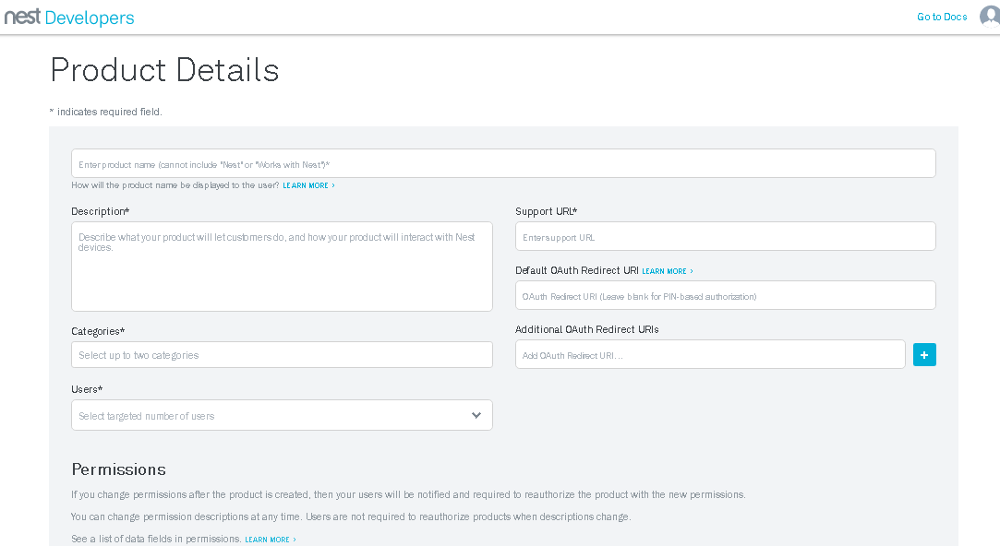 nest Developers
Go to Docs
Product Details
* indicates required field.
Enter product name (cannot include "Nest" or "Works with Nest")*
How will the product name be displayed to the user? LEARN MORE ›
Description*
Describe what your product will let customers do, and how your product will interact with Nest
devices.
Support URL*
Enter support URL
Default OAuth Redirect URI LEARN MORE ›
OAuth Redirect URI (Leave blank for PIN-based authorization)
Categories*
Select up to two categories
Additional OAuth Redirect URIs
Add OAuth Redirect URI...
+
Users*
Select targeted number of users
Permissions
If you change permissions after the product is created, then your users will be notified and required to reauthorize the product with the new permissions.
You can change permission descriptions at any time. Users are not required to reauthorize products when descriptions change.
See a list of data fields in permissions. LEARN MORE ›